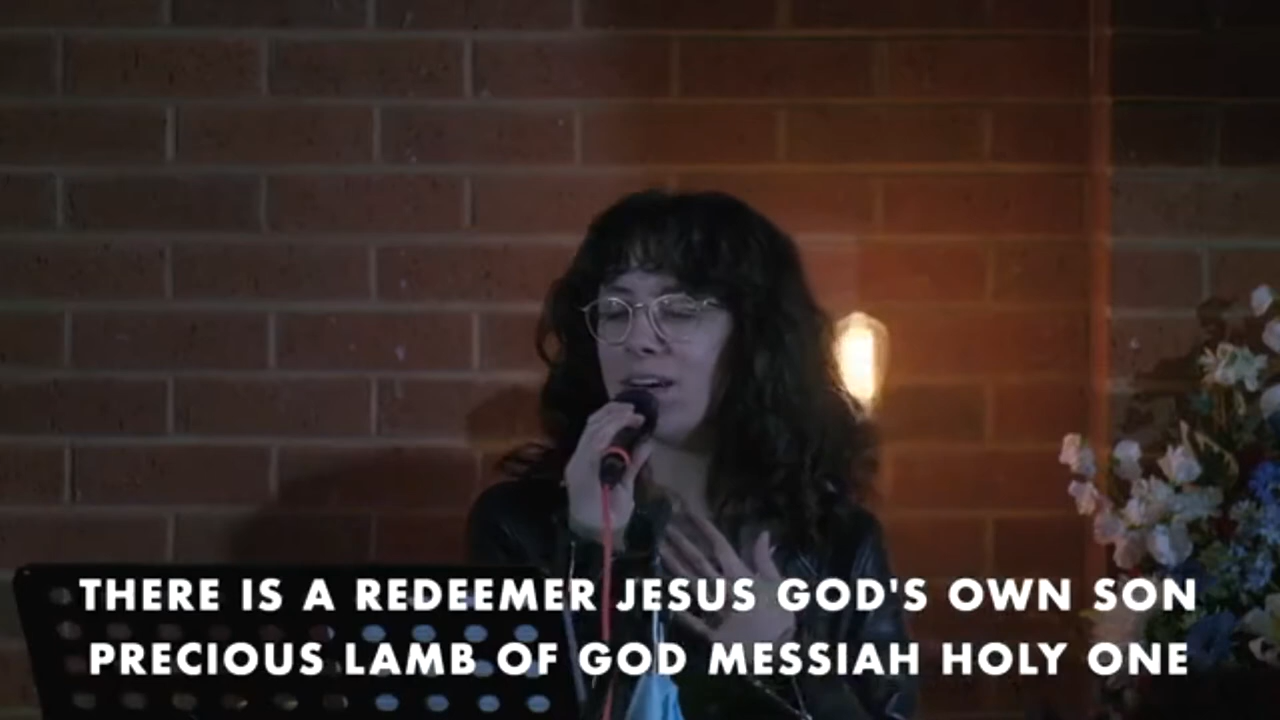 THERE IS A REDEEMER JESUS GOD'S OWN SON
PRECIOUS LAMB OF GOD MESSIAH HOLY ONE